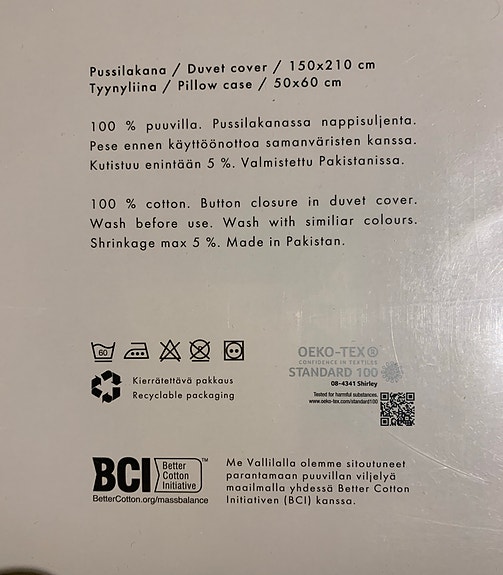 Pussilakana / Duvet cover / 150x210 cm
Tyynyliina / Pillow case / 50x60 cm
100 % puuvilla. Pussilakanassa nappisuljenta.
Pese ennen käyttöönottoa samanväristen kanssa.
Kutistuu enintään 5 %. Valmistettu Pakistanissa.
100 % cotton. Button closure in duvet cover.
Wash before use. Wash with similiar colours.
Shrinkage max 5 %. Made in Pakistan.
60
OEKO-TEX®
CONFIDENCE IN TEXTILES
STANDARD 100
08-4341 Shirley
Tested for harmful substances.
www.oeko-tex.com/standard100
Kierrätettävä pakkaus
Recyclable packaging
BCI
Better
Cotton
Initiative
™
BetterCotton.org/massbalance
Me Vallilalla olemme sitoutuneet
parantamaan puuvillan viljelyä
maailmalla yhdessä Better Cotton
Initiativen (BCI) kanssa.